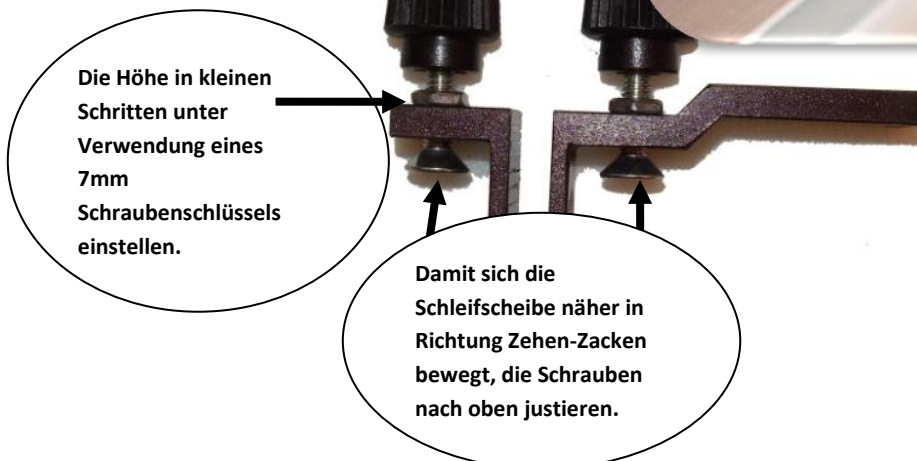 Die Höhe in kleinen
Schritten unter
Verwendung eines
7mm
Schraubenschlüssels
einstellen.
Damit sich die
Schleifscheibe näher in
Richtung Zehen-Zacken
bewegt, die Schrauben
nach oben justieren.